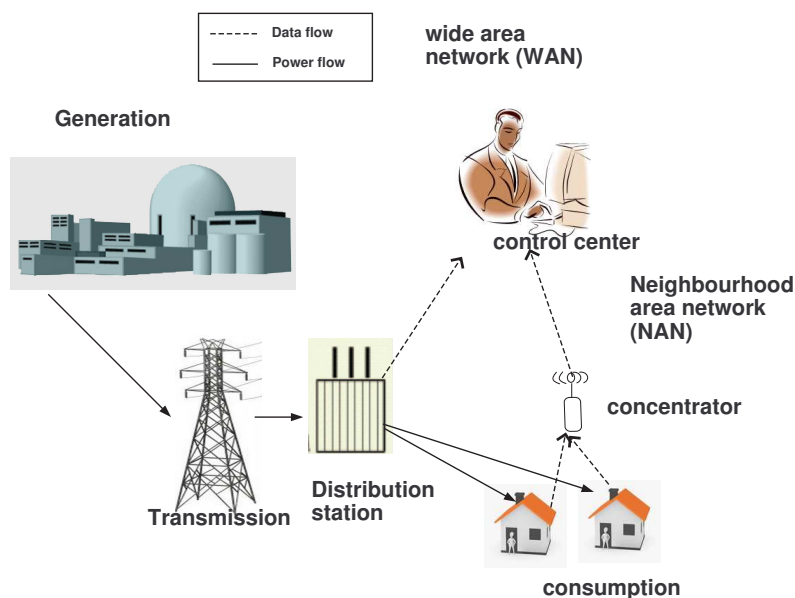 Data flow
Power flow
wide area
network (WAN)
Generation
control center
Neighbourhood
area network
(NAN)
concentrator
Distribution
station
Transmission
consumption